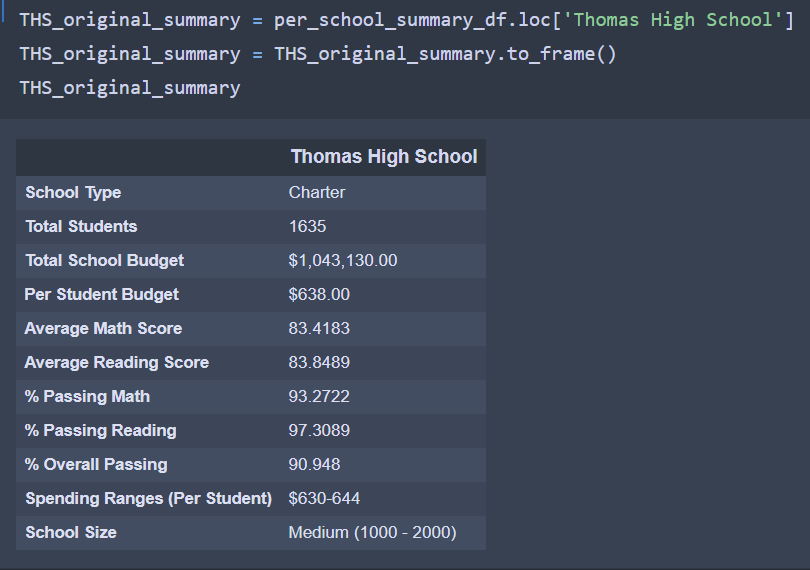 THS_original_summary = per_school_summary_df.loc['Thomas High School']
THS_original_summary = THS_original_summary.to_frame()
THS_original_summary
Thomas High School
School Type Charter
Total Students 1635
Total School Budget $1,043,130.00
Per Student Budget $638.00
Average Math Score 83.4183
Average Reading Score 83.8489
% Passing Math 93.2722
% Passing Reading 97.3089
% Overall Passing 90.948
Spending Ranges (Per Student) $630-644
School Size Medium (1000 - 2000)